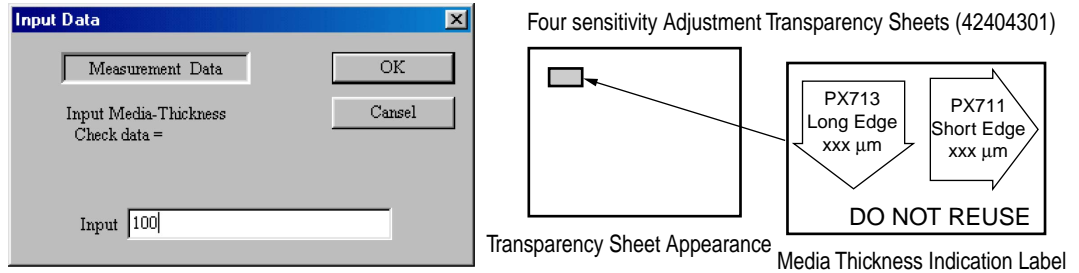 Input Data
Measurement Data
OK
Input Media-Thickness
Check data =
Cansel
Input 100
Four sensitivity Adjustment Transparency Sheets (42404301)
PX713
Long Edge
xxx µm
PX711
Short Edge
xxx µm
DO NOT REUSE
Transparency Sheet Appearance
Media Thickness Indication Label